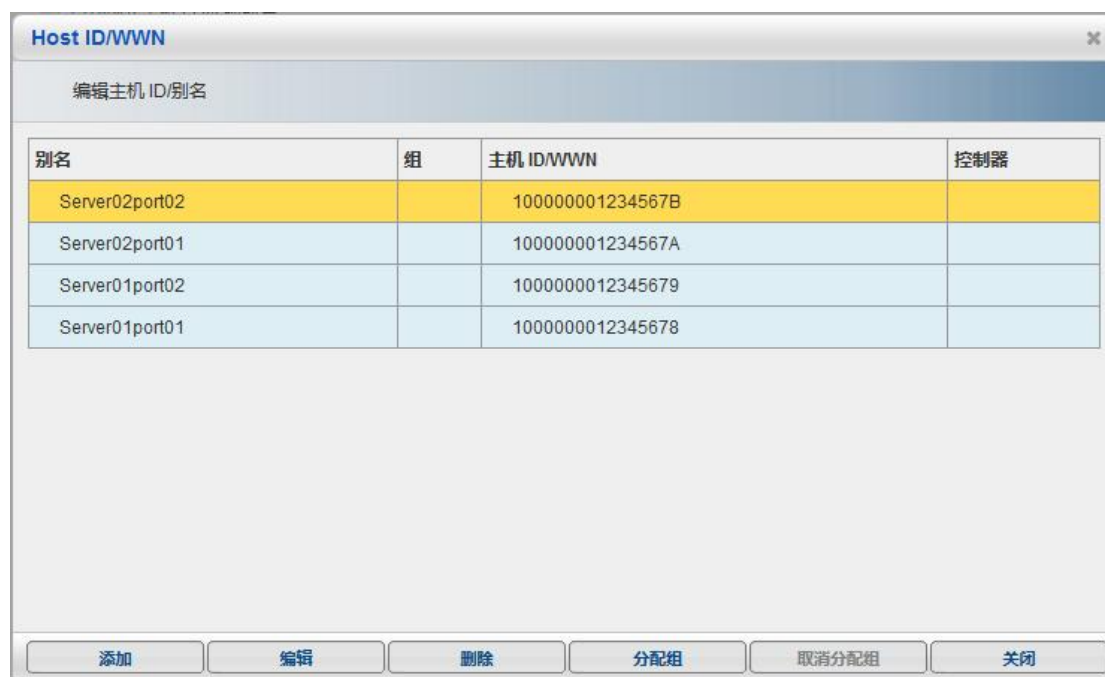 Host ID/WWN
编辑主机 ID/别名
别名 组 主机 ID/WWN 控制器
Server02port02 100000001234567B
Server02port01 100000001234567A
Server01port02 1000000012345679
Server01port01 1000000012345678
添加 编辑 删除 分配组 取消分配组 关闭